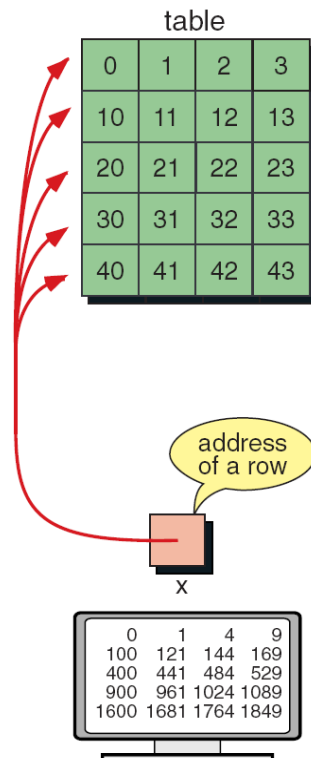 table
0 1 2 3
10 11 12 13
20 21 22 23
30 31 32 33
40 41 42 43
address
of a row
x
0 1 4 9
100 121 144 169
400 441 484 529
900 961 1024 1089
1600 1681 1764 1849